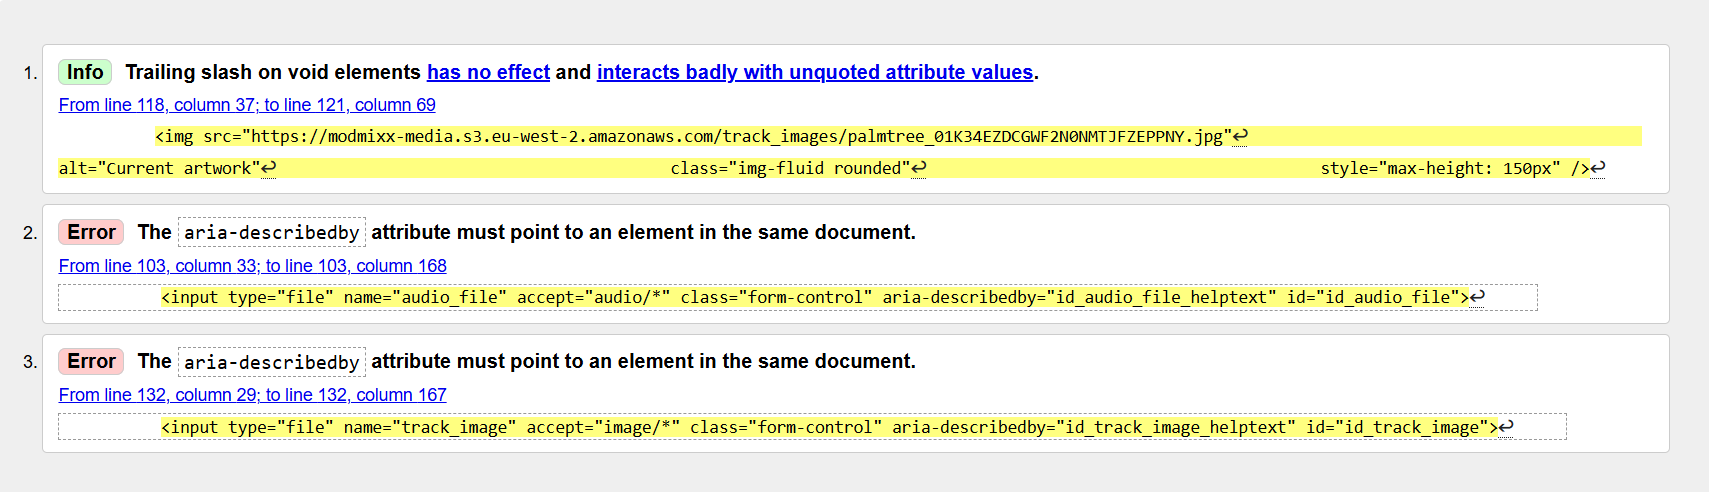 1. Info Trailing slash on void elements has no effect and interacts badly with unquoted attribute values.
From line 118, column 37; to line 121, column 69
<img src="https://modmixx-media.s3.eu-west-2.amazonaws.com/track_images/palmtree_01K34EZDCGWF2N0NMTJFZEPPNY.jpg"↩
alt="Current artwork"↩ class="img-fluid rounded"↩ style="max-height: 150px" />↩
2. Error The aria-describedby attribute must point to an element in the same document.
From line 103, column 33; to line 103, column 168
<input type="file" name="audio_file" accept="audio/*" class="form-control" aria-describedby="id_audio_file_helptext" id="id_audio_file">↩
3. Error The aria-describedby attribute must point to an element in the same document.
From line 132, column 29; to line 132, column 167
<input type="file" name="track_image" accept="image/*" class="form-control" aria-describedby="id_track_image_helptext" id="id_track_image">↩